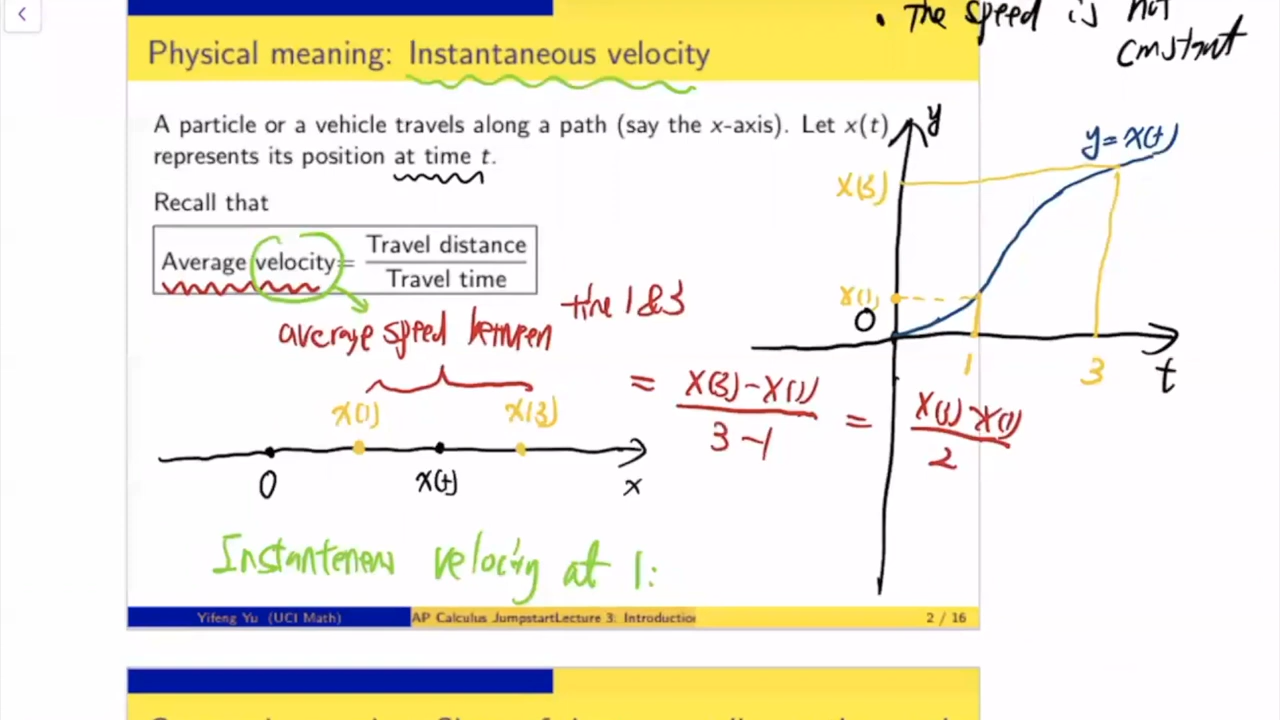 • The speed is not
constant
Physical meaning: Instantaneous velocity
A particle or a vehicle travels along a path (say the x-axis). Let x(t)
represents its position at time t.
Recall that
Average velocity= Travel distance
Travel time
average speed between
time 1 & 3
= X(3)-X(1)
3-1
= X(3)-X(1)
2
X(1)
X(3)
0
X(t)
x
y
y=X(t)
X(3)
X(1)
O
1
3
t
Instanteneous velocity at 1:
Yifeng Yu (UCI Math)
AP Calculus JumpstartLecture 3: Introduction
2 / 16